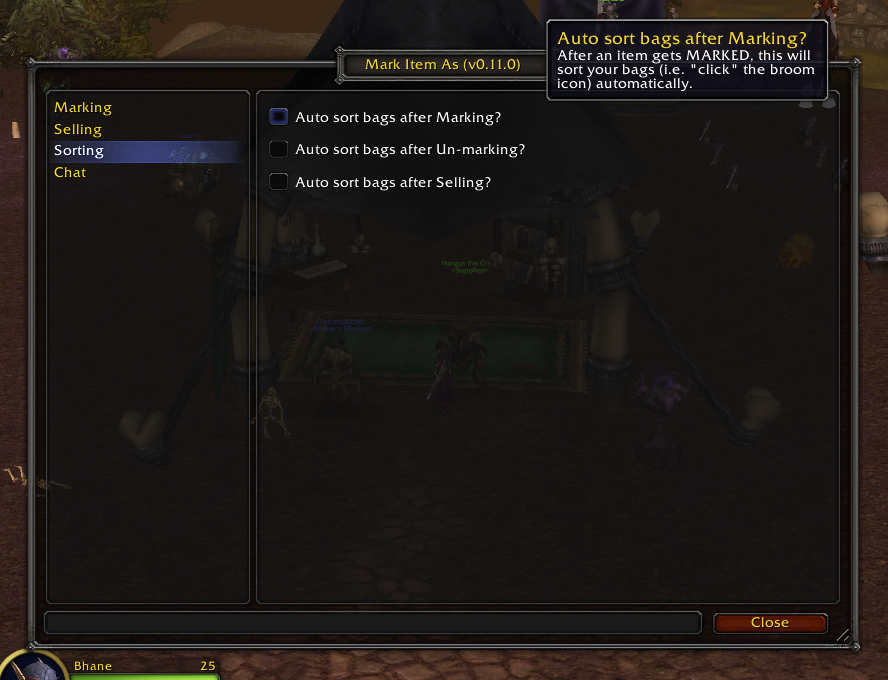 Auto sort bags after Marking?
After an item gets MARKED, this will
sort your bags (i.e. "click" the broom
icon) automatically.
Mark Item As (v0.11.0)
Marking
Selling
Sorting
Chat
Auto sort bags after Marking?
Auto sort bags after Un-marking?
Auto sort bags after Selling?
<Supplies>
Close
Bhane 25